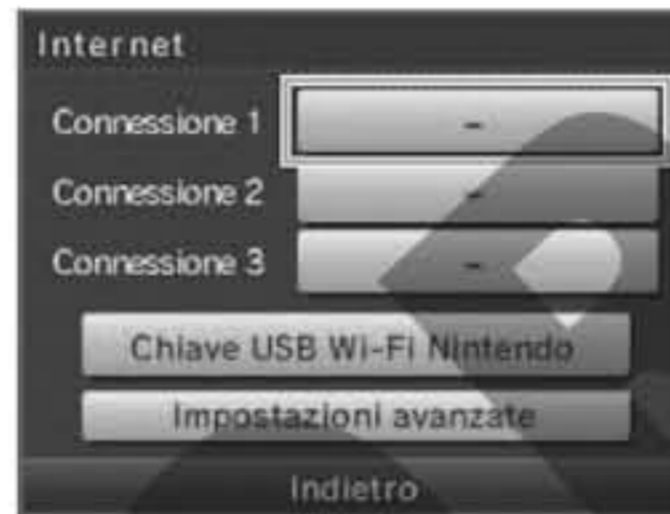 Internet
Connessione 1 -
Connessione 2 -
Connessione 3 -
Chiave USB Wi-Fi Nintendo
Impostazioni avanzate
Indietro